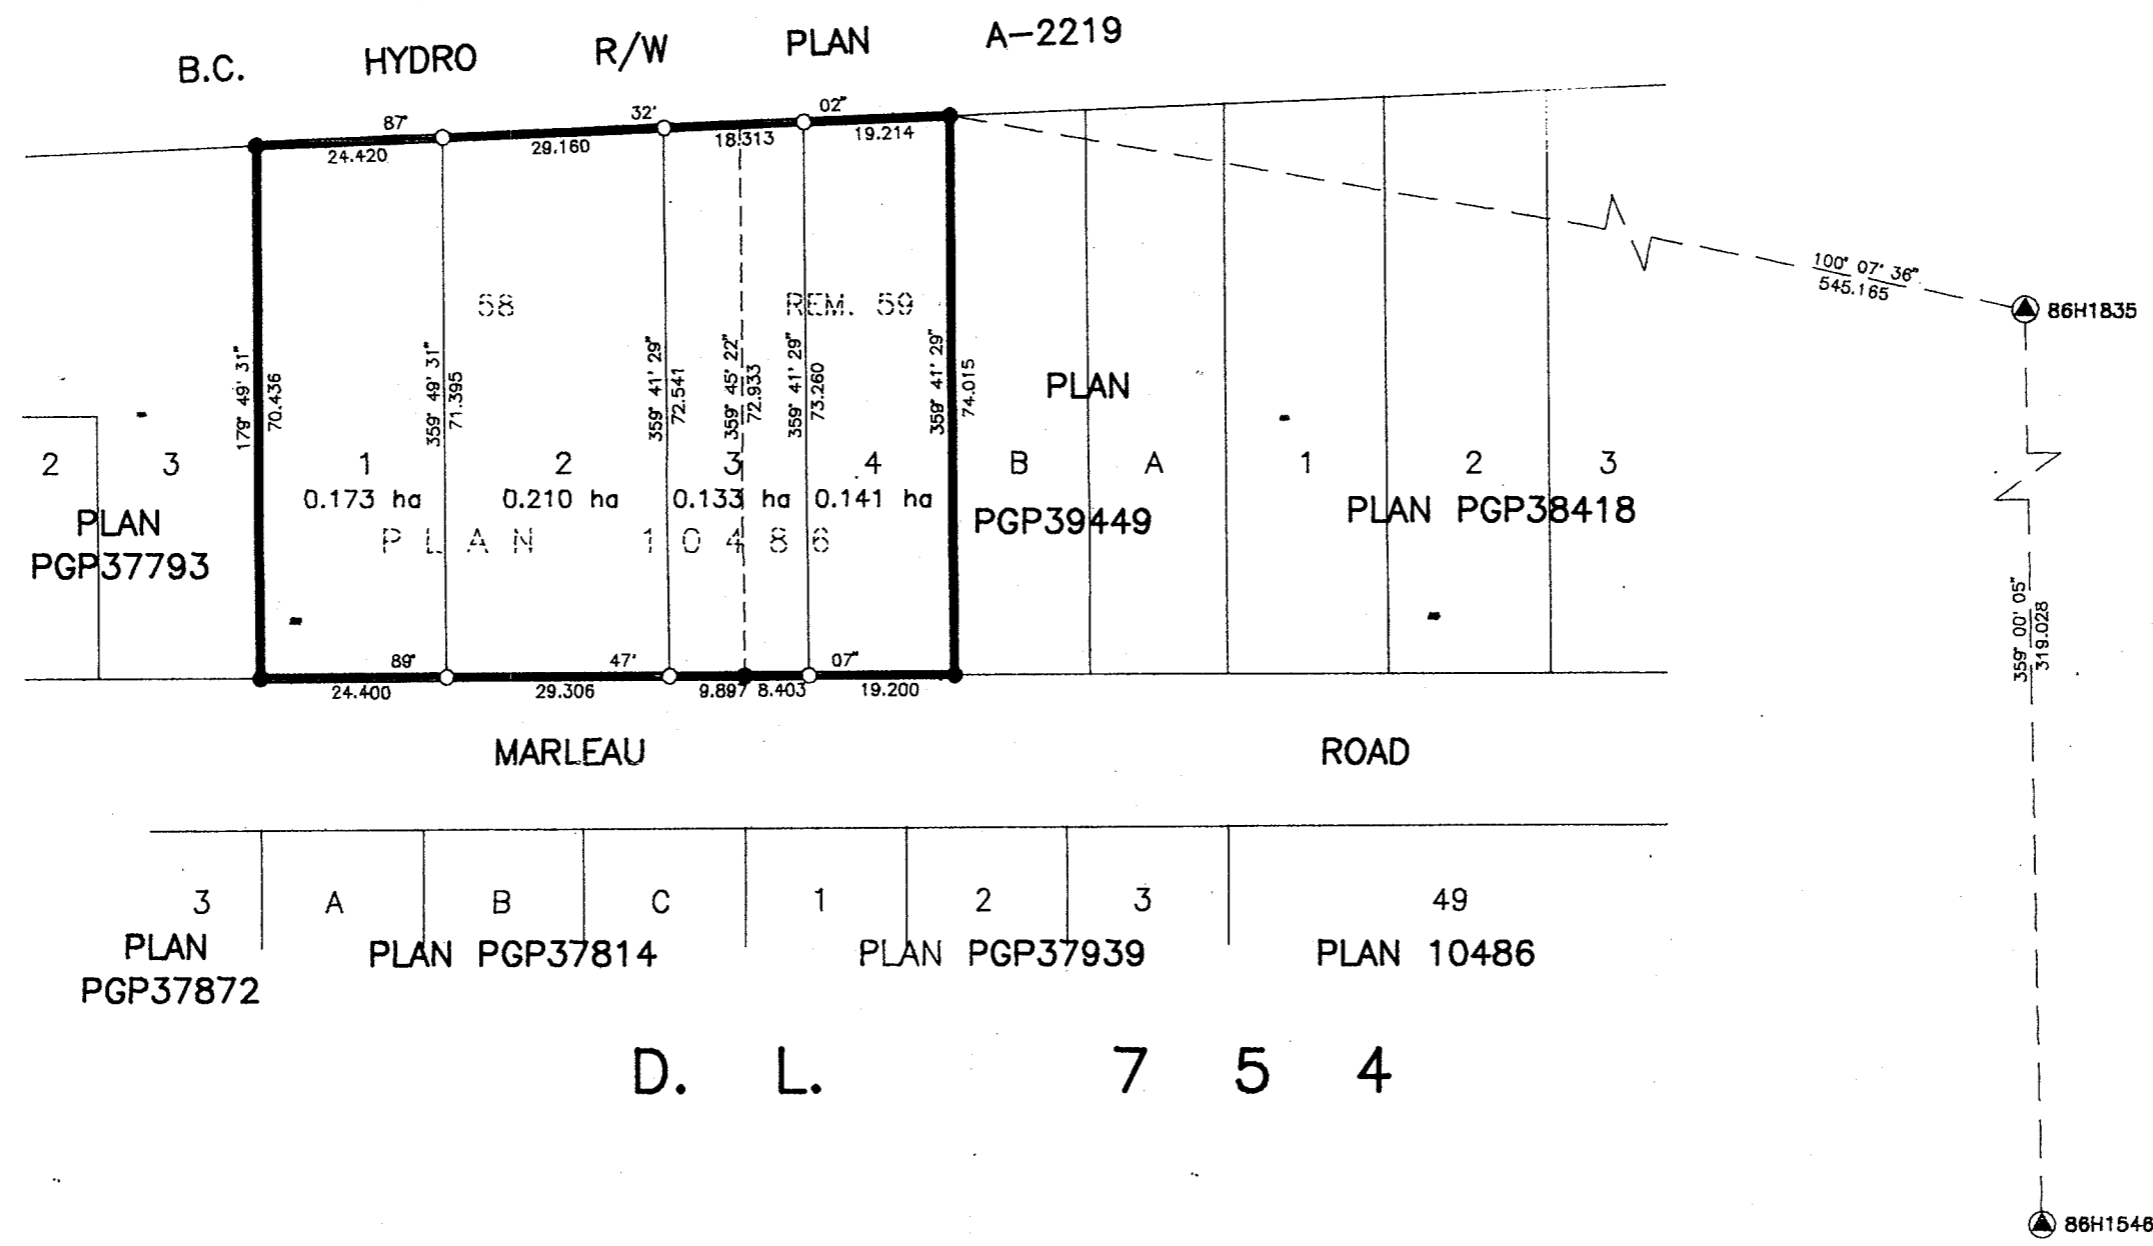 B.C. HYDRO R/W PLAN A-2219
87° 32' 02"
24.420 29.160 18.313 19.214
100° 07' 36"
545.165
86H1835
58 REM. 59
179° 49' 31"
70.436
359° 49' 31"
71.395
359° 41' 29"
72.541
359° 45' 22"
72.933
359° 41' 29"
73.260
359° 41' 29"
74.015
PLAN
2 3 1 2 3 4 B A 1 2 3
0.173 ha 0.210 ha 0.133 ha 0.141 ha
PLAN
PGP37793
PLAN 10486
PGP39449
PLAN PGP38418
359° 00' 05"
319.028
89° 47' 07"
24.400 29.306 9.897 8.403 19.200
MARLEAU ROAD
3 A B C 1 2 3 49
PLAN
PGP37872
PLAN PGP37814
PLAN PGP37939
PLAN 10486
D. L. 7 5 4
86H1546